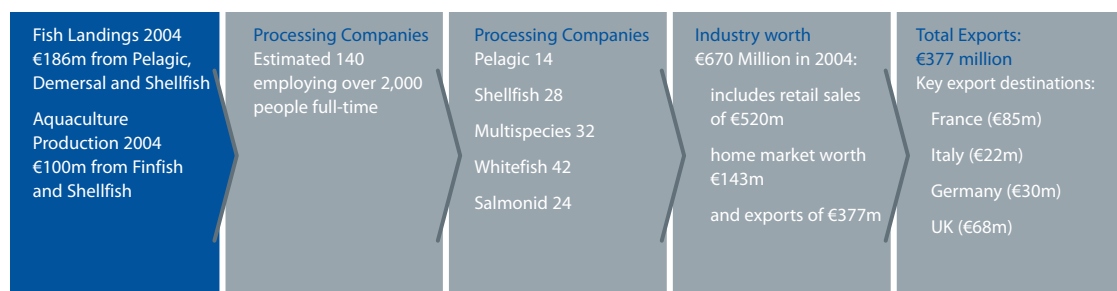 Fish Landings 2004
€186m from Pelagic,
Demersal and Shellfish
Aquaculture
Production 2004
€100m from Finfish
and Shellfish
Processing Companies
Estimated 140
employing over 2,000
people full-time
Processing Companies
Pelagic 14
Shellfish 28
Multispecies 32
Whitefish 42
Salmonid 24
Industry worth
€670 Million in 2004:
includes retail sales
of €520m
home market worth
€143m
and exports of €377m
Total Exports:
€377 million
Key export destinations:
France (€85m)
Italy (€22m)
Germany (€30m)
UK (€68m)